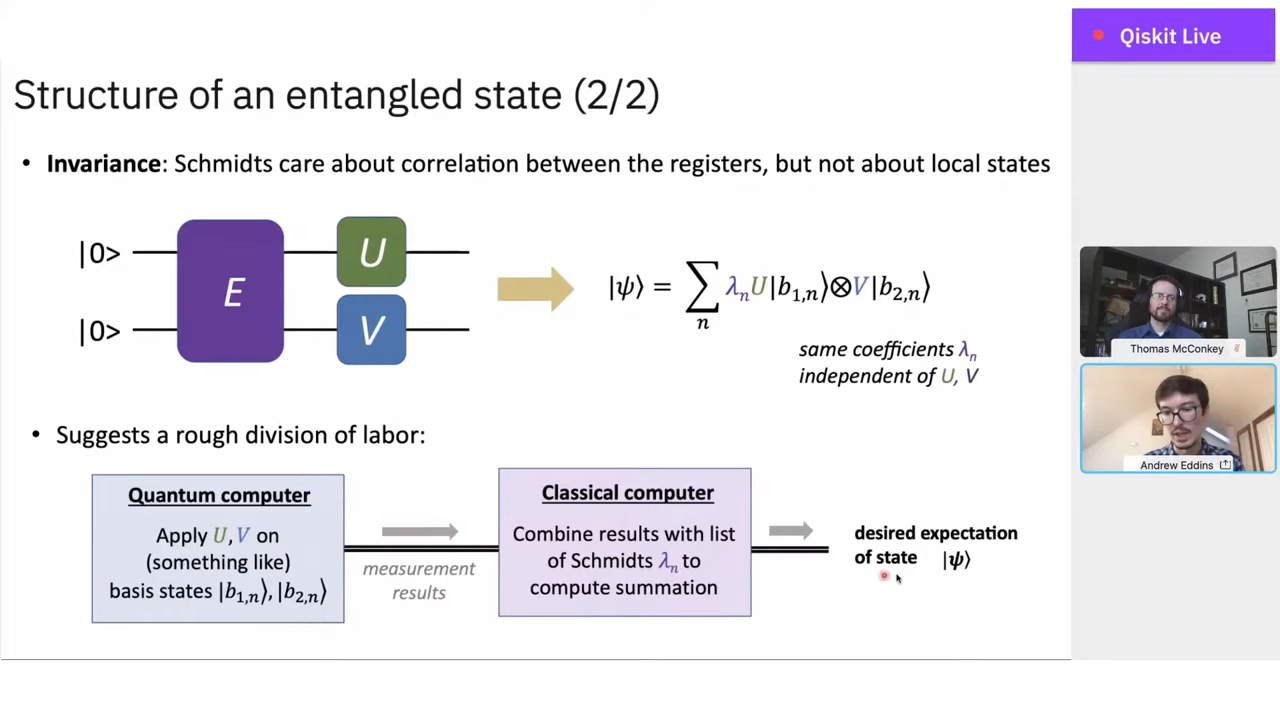 Qiskit Live
Structure of an entangled state (2/2)
• Invariance: Schmidts care about correlation between the registers, but not about local states
|0>
|0>
E
U
V
|ψ⟩ = ∑ₙ λₙU|b₁,ₙ⟩⊗V|b₂,ₙ⟩
same coefficients λₙ
independent of U, V
Thomas McConkey
Andrew Eddins
• Suggests a rough division of labor:
Quantum computer
Apply U, V on
(something like)
basis states |b₁,ₙ⟩, |b₂,ₙ⟩
measurement
results
Classical computer
Combine results with list
of Schmidts λₙ to
compute summation
desired expectation
of state |ψ⟩